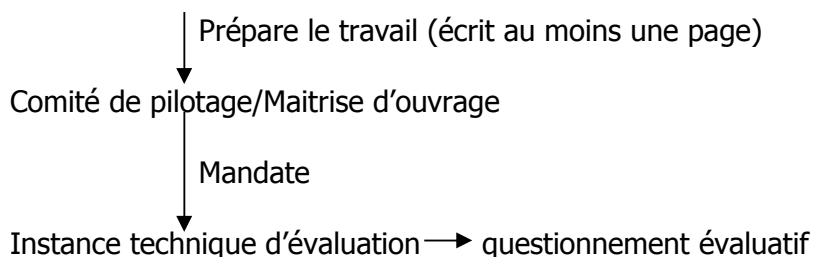 Prépare le travail (écrit au moins une page)
Comité de pilotage/Maitrise d'ouvrage
Mandate
Instance technique d'évaluation questionnement évaluatif